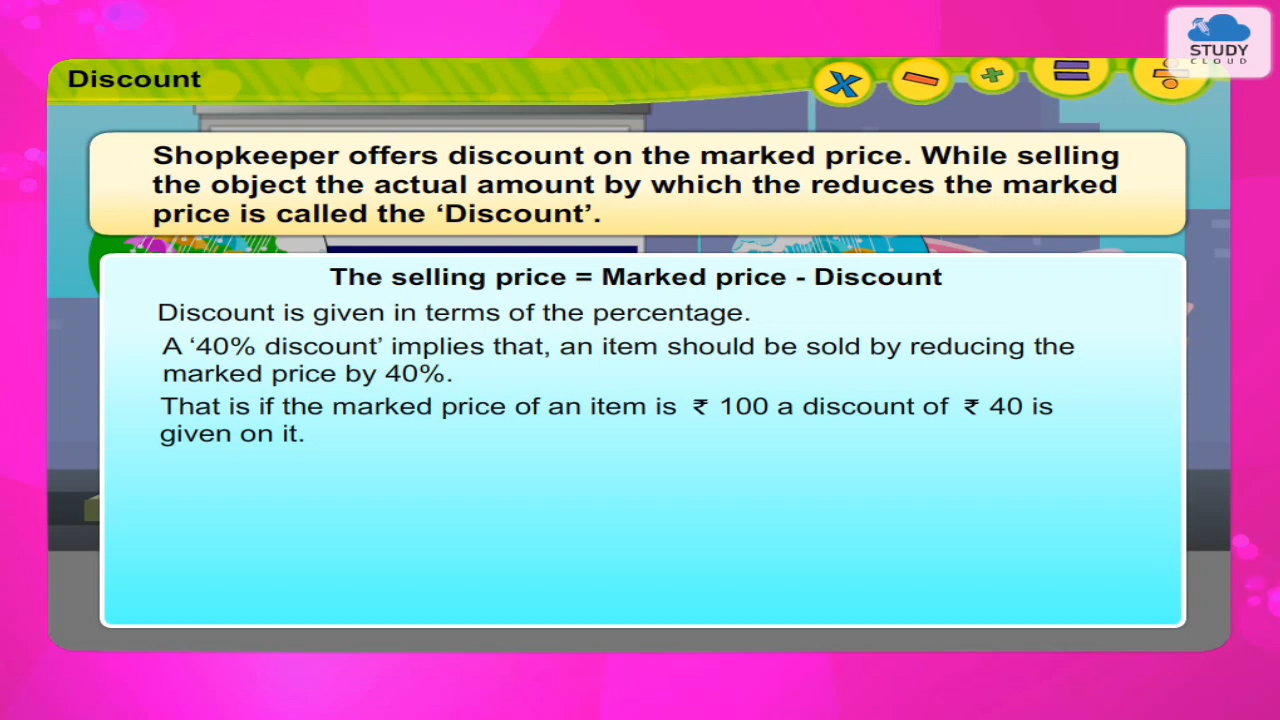 STUDY
CLOUD
Discount
Shopkeeper offers discount on the marked price. While selling
the object the actual amount by which the reduces the marked
price is called the ‘Discount’.
The selling price = Marked price - Discount
Discount is given in terms of the percentage.
A ‘40% discount’ implies that, an item should be sold by reducing the
marked price by 40%.
That is if the marked price of an item is ₹ 100 a discount of ₹ 40 is
given on it.